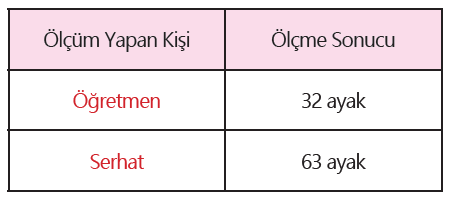 Ölçüm Yapan Kişi Ölçme Sonucu
Öğretmen 32 ayak
Serhat 63 ayak